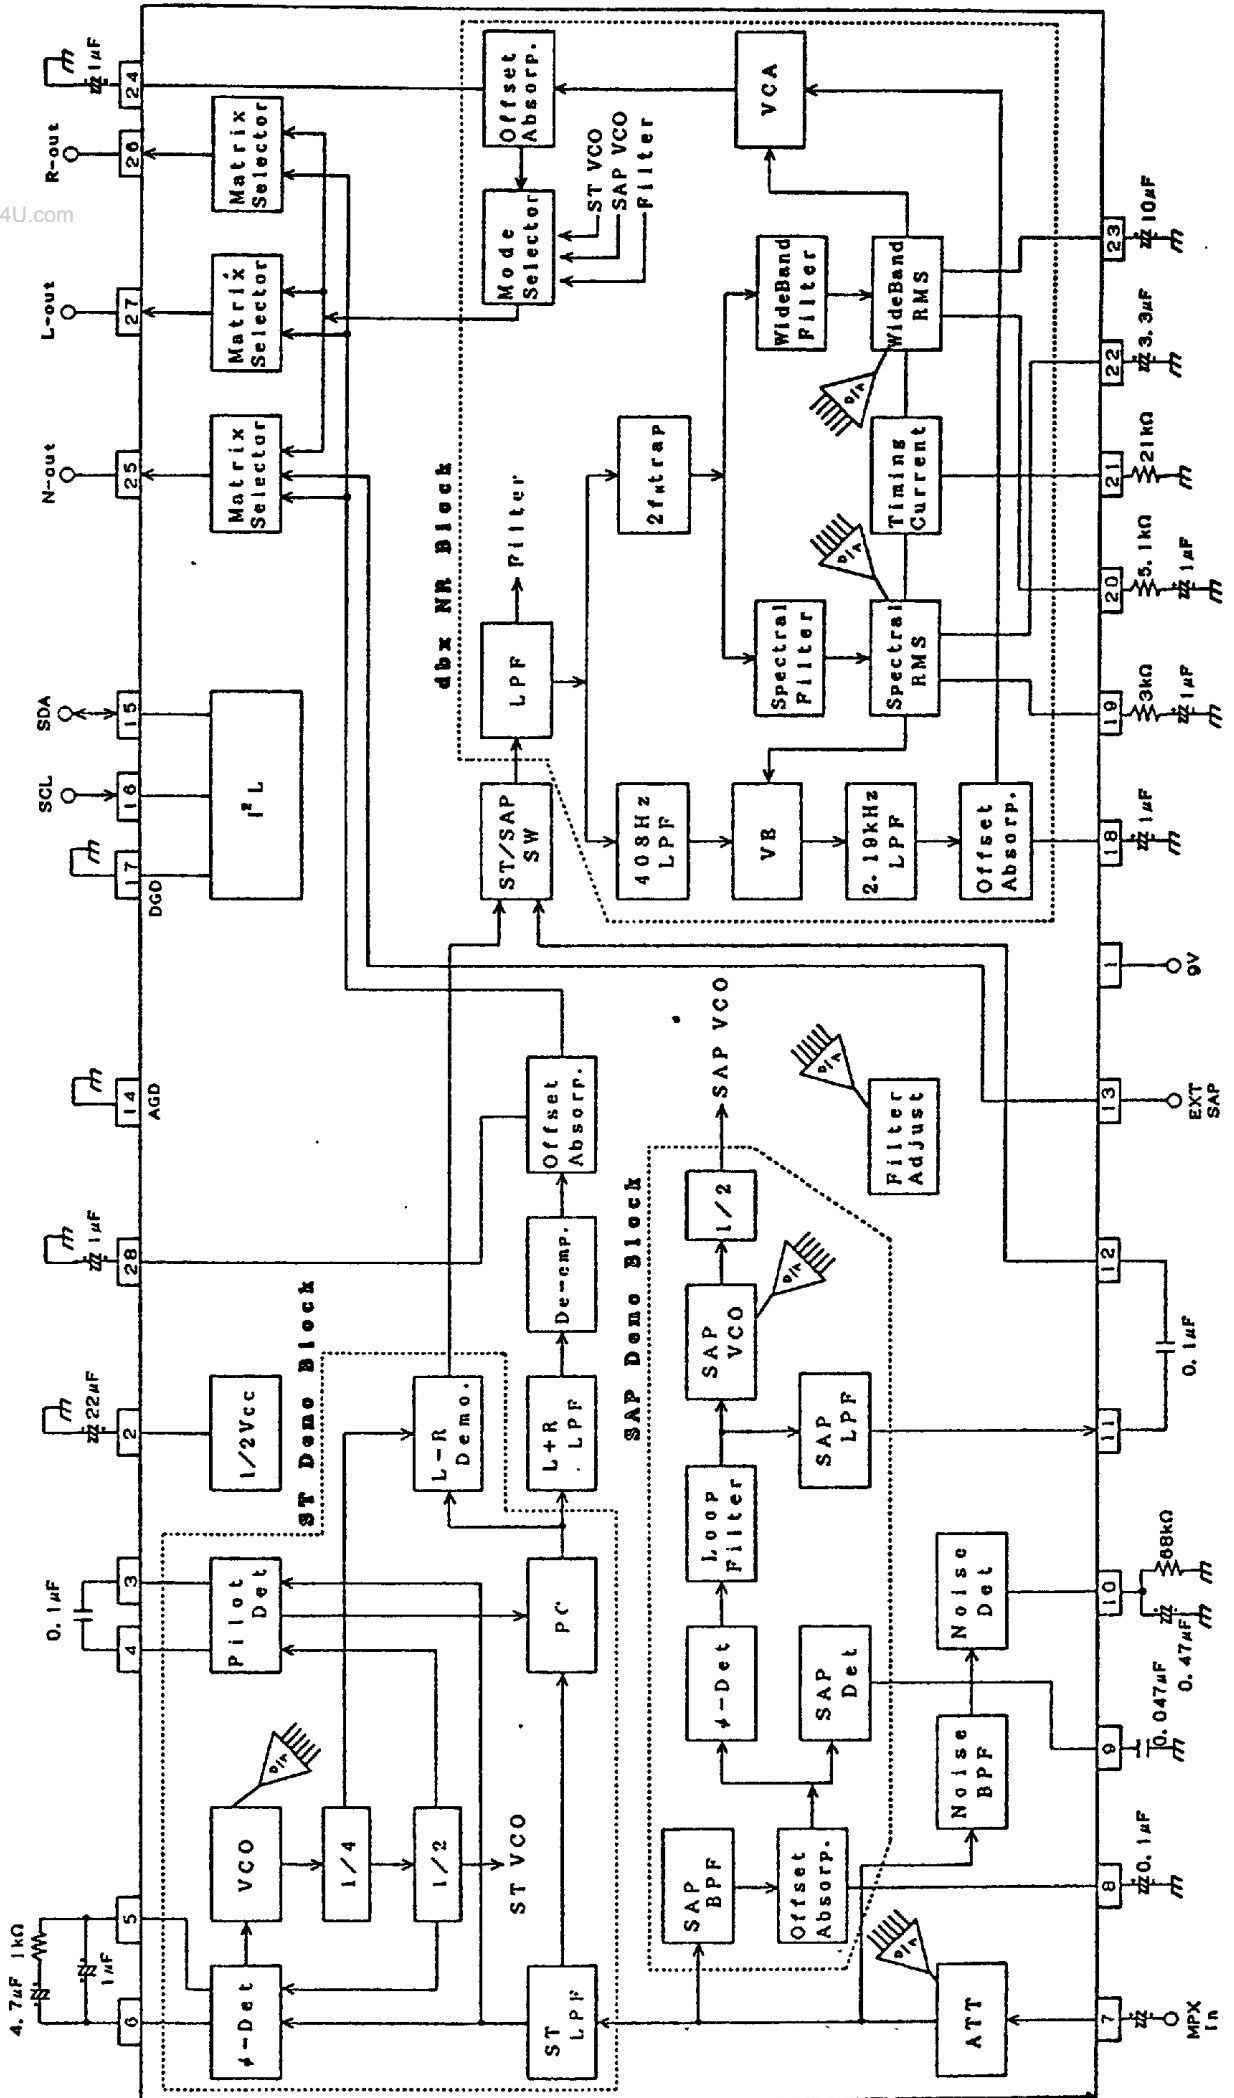 4U.com
R-out
L-out
N-out
SDA
SCL
1μF
24
26
27
25
15
16
17
DGD
14
AGD
1μF
28
22μF
2
0.1μF
3
4
4.7μF
1kΩ
1μF
5
6
Matrix
Selector
Matrix
Selector
Matrix
Selector
I²L
1/2Vcc
ST Demo Block
Pilot
Det
VCO
D/A
1/4
1/2
ST VCO
φ-Det
ST
LPF
PC
L-R
Demo.
L+R
LPF
De-emp.
Offset
Absorp.
ST/SAP
SW
dbx NR Block
LPF
Filter
Offset
Absorp.
Mode
Selector
ST VCO
SAP VCO
Filter
VCA
408Hz
LPF
2fHtrap
WideBand
Filter
WideBand
RMS
D/A
Timing
Current
Spectral
Filter
Spectral
RMS
D/A
VB
2.19kHz
LPF
Offset
Absorp.
SAP Demo Block
SAP
BPF
Offset
Absorp.
φ-Det
SAP
Det
Loop
Filter
SAP
LPF
SAP
VCO
D/A
1/2
SAP VCO
Filter
Adjust
D/A
Noise
BPF
Noise
Det
ATT
D/A
23
10μF
22
3.3μF
21
21kΩ
20
5.1kΩ
1μF
19
3kΩ
1μF
18
1μF
1
9V
13
EXT
SAP
12
0.1μF
11
10
68kΩ
0.47μF
9
0.047μF
8
0.1μF
7
MPX
In